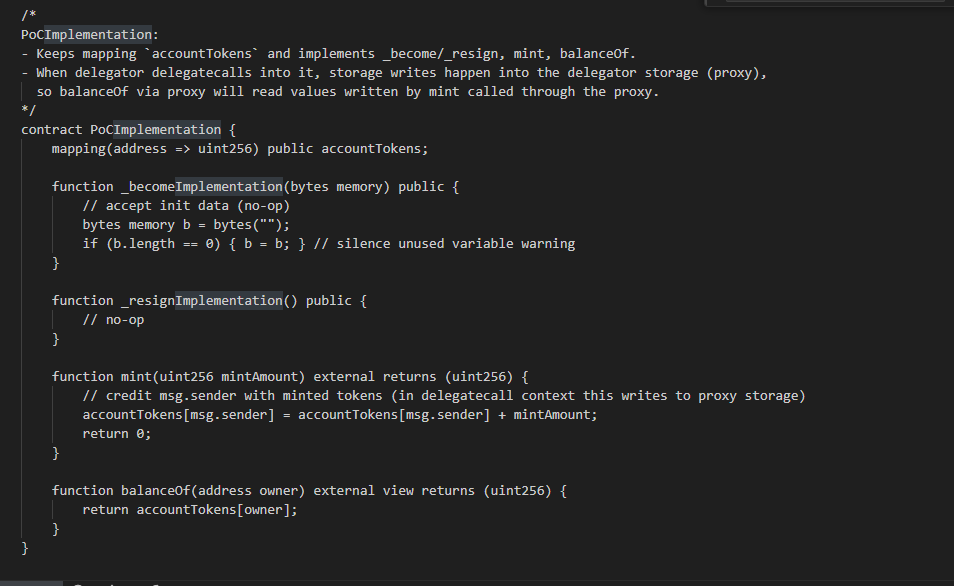 /*
PoCImplementation:
- Keeps mapping `accountTokens` and implements _become/_resign, mint, balanceOf.
- When delegator delegatecalls into it, storage writes happen into the delegator storage (proxy),
  so balanceOf via proxy will read values written by mint called through the proxy.
*/
contract PoCImplementation {
    mapping(address => uint256) public accountTokens;

    function _becomeImplementation(bytes memory) public {
        // accept init data (no-op)
        bytes memory b = bytes("");
        if (b.length == 0) { b = b; } // silence unused variable warning
    }

    function _resignImplementation() public {
        // no-op
    }

    function mint(uint256 mintAmount) external returns (uint256) {
        // credit msg.sender with minted tokens (in delegatecall context this writes to proxy storage)
        accountTokens[msg.sender] = accountTokens[msg.sender] + mintAmount;
        return 0;
    }

    function balanceOf(address owner) external view returns (uint256) {
        return accountTokens[owner];
    }
}